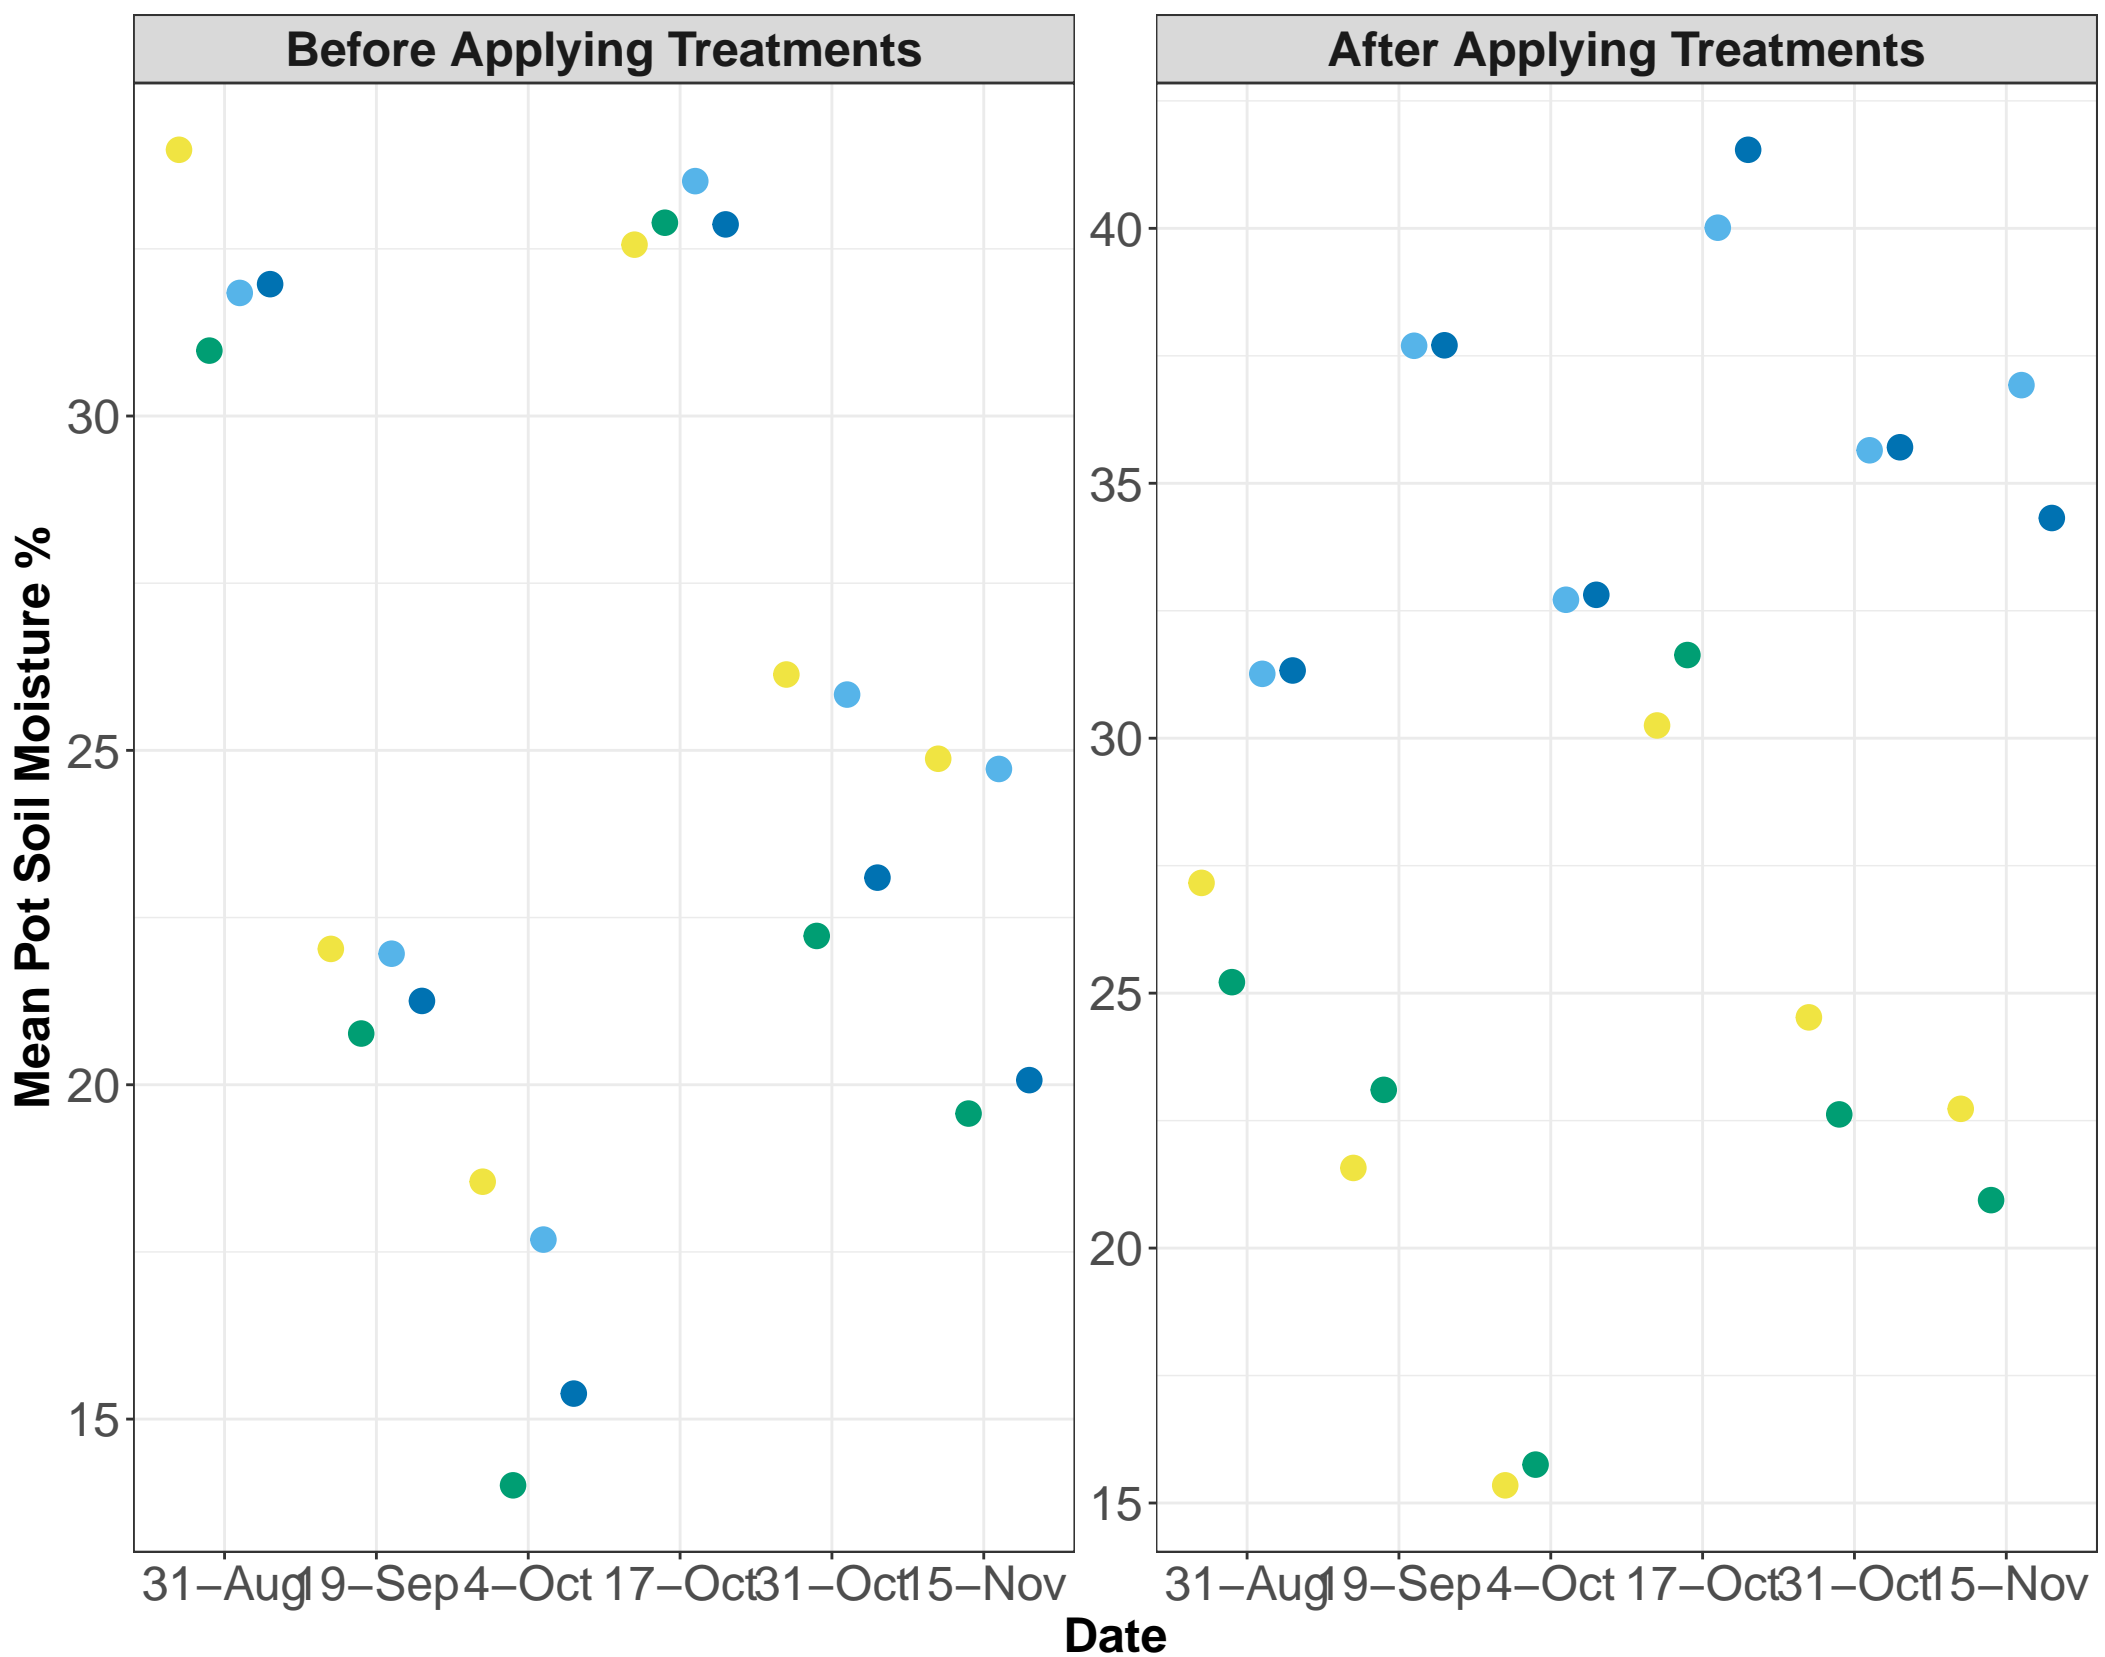 Before Applying Treatments
After Applying Treatments
Mean Pot Soil Moisture %
30
25
20
15
40
35
30
25
20
15
31–Aug 19–Sep 4–Oct 17–Oct 31–Oct 15–Nov
31–Aug 19–Sep 4–Oct 17–Oct 31–Oct 15–Nov
Date